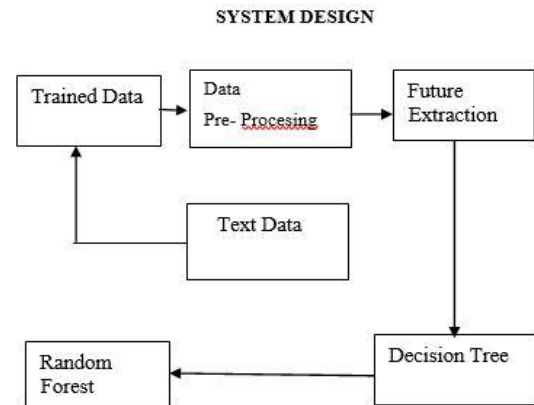 SYSTEM DESIGN
Trained Data
Data
Pre- Procesing
Future
Extraction
Text Data
Decision Tree
Random
Forest